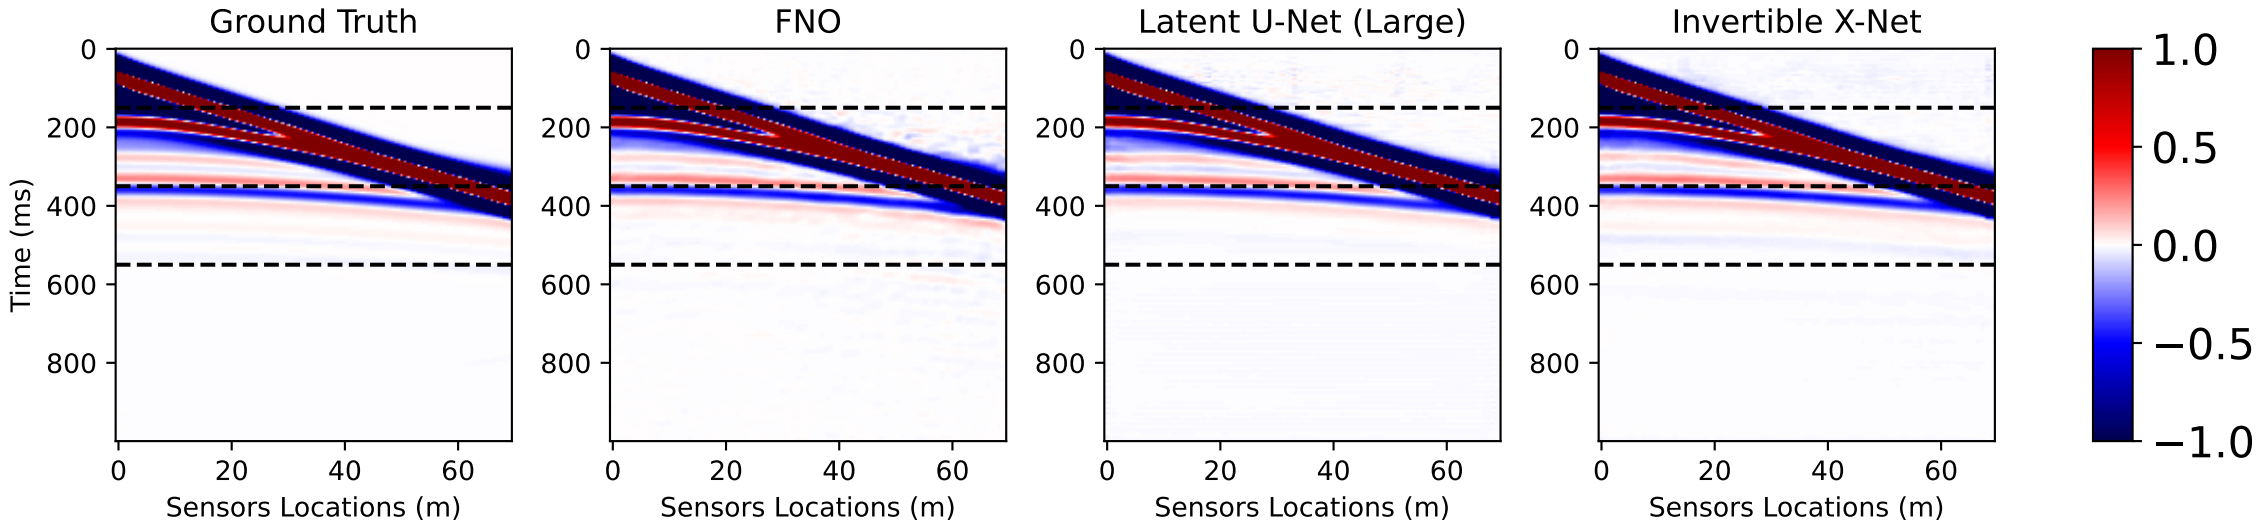 Ground Truth
FNO
Latent U-Net (Large)
Invertible X-Net
Time (ms)
0
200
400
600
800
0 20 40 60
Sensors Locations (m)
0
200
400
600
800
0 20 40 60
Sensors Locations (m)
0
200
400
600
800
0 20 40 60
Sensors Locations (m)
0
200
400
600
800
0 20 40 60
Sensors Locations (m)
1.0
0.5
0.0
−0.5
−1.0